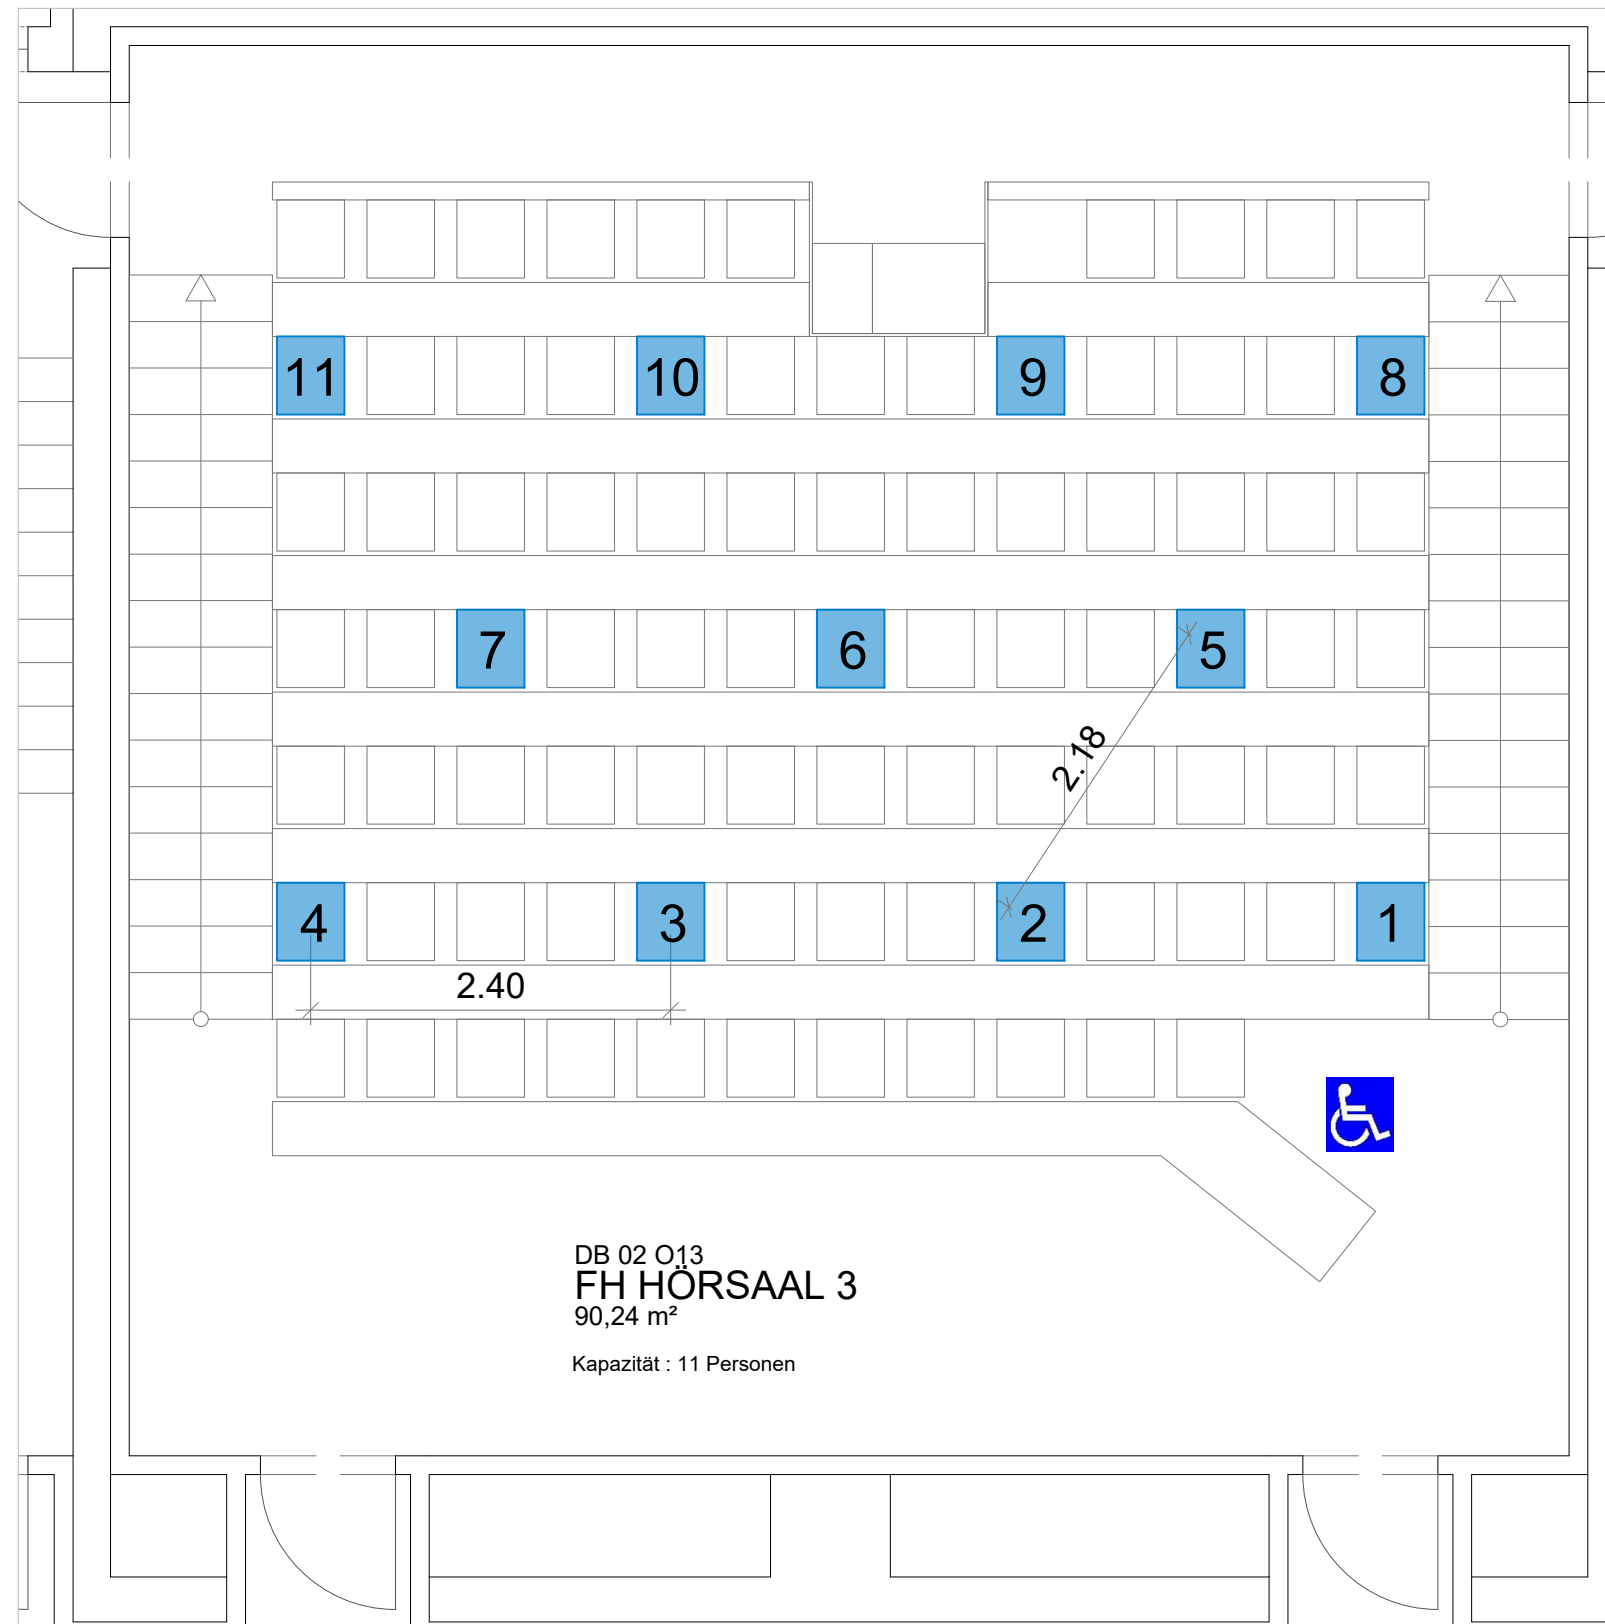 11 10 9 8
7 6 5
2.18
4 3 2 1
2.40
DB 02 O13
FH HÖRSAAL 3
90,24 m²
Kapazität : 11 Personen